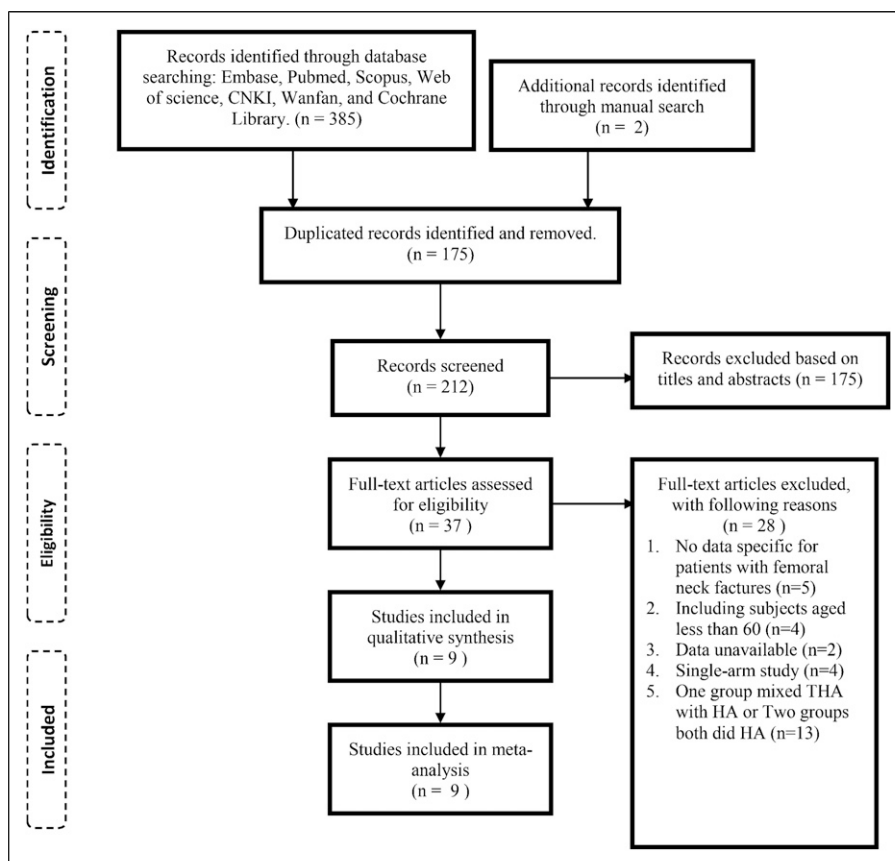 Identification
Records identified through database
searching: Embase, Pubmed, Scopus, Web
of science, CNKI, Wanfan, and Cochrane
Library. (n = 385)
Additional records identified
through manual search
(n = 2)
Duplicated records identified and removed.
(n = 175)
Screening
Records screened
(n = 212)
Records excluded based on
titles and abstracts (n = 175)
Eligibility
Full-text articles assessed
for eligibility
(n = 37 )
Full-text articles excluded,
with following reasons
(n = 28 )
1. No data specific for
patients with femoral
neck factures (n=5)
2. Including subjects aged
less than 60 (n=4)
3. Data unavailable (n=2)
4. Single-arm study (n=4)
5. One group mixed THA
with HA or Two groups
both did HA (n=13)
Studies included in
qualitative synthesis
(n = 9 )
Included
Studies included in meta-
analysis
(n = 9 )